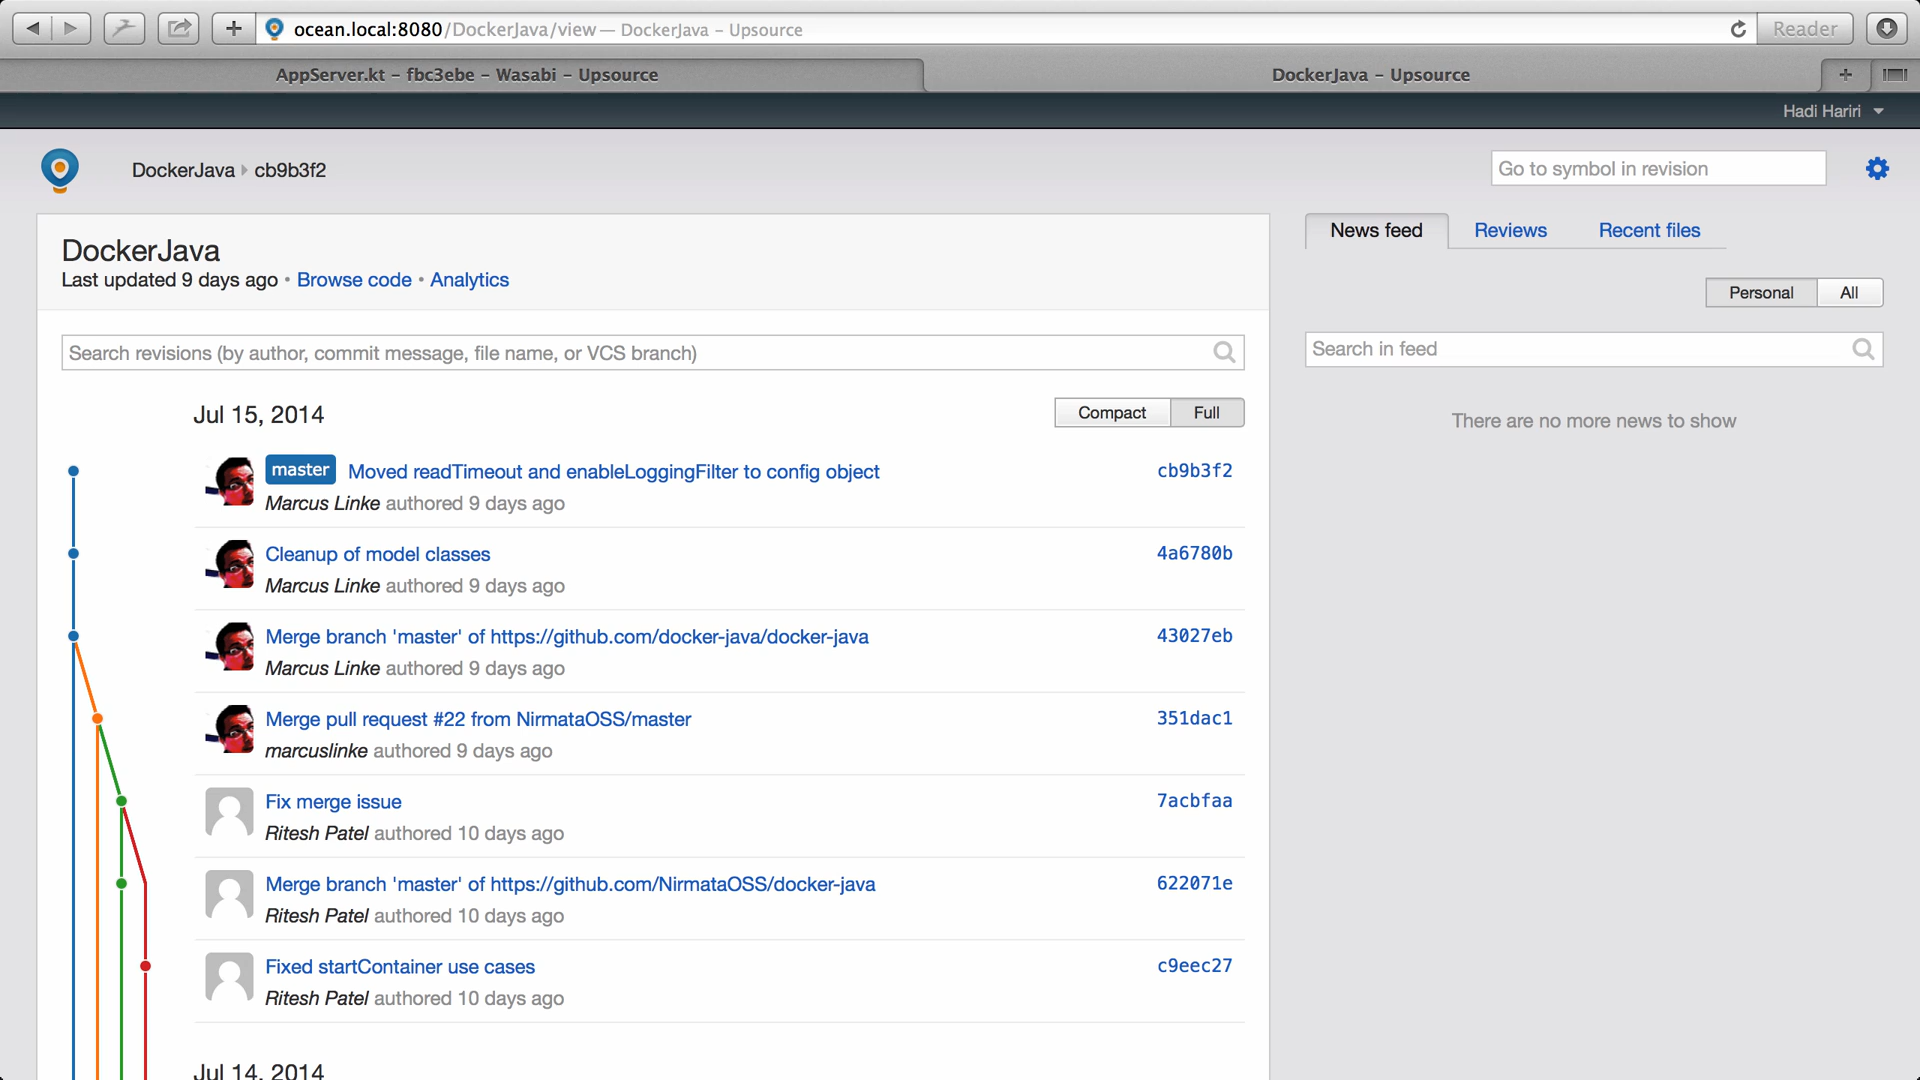 ocean.local:8080/DockerJava/view — DockerJava – Upsource
Reader
AppServer.kt – fbc3ebe – Wasabi – Upsource
DockerJava – Upsource
Hadi Hariri
DockerJava cb9b3f2
Go to symbol in revision
DockerJava
Last updated 9 days ago • Browse code • Analytics
Search revisions (by author, commit message, file name, or VCS branch)
Jul 15, 2014
Compact
Full
master Moved readTimeout and enableLoggingFilter to config object
cb9b3f2
Marcus Linke authored 9 days ago
Cleanup of model classes
4a6780b
Marcus Linke authored 9 days ago
Merge branch 'master' of https://github.com/docker-java/docker-java
43027eb
Marcus Linke authored 9 days ago
Merge pull request #22 from NirmataOSS/master
351dac1
marcuslinke authored 9 days ago
Fix merge issue
7acbfaa
Ritesh Patel authored 10 days ago
Merge branch 'master' of https://github.com/NirmataOSS/docker-java
622071e
Ritesh Patel authored 10 days ago
Fixed startContainer use cases
c9eec27
Ritesh Patel authored 10 days ago
Jul 14, 2014
News feed
Reviews
Recent files
Personal
All
Search in feed
There are no more news to show